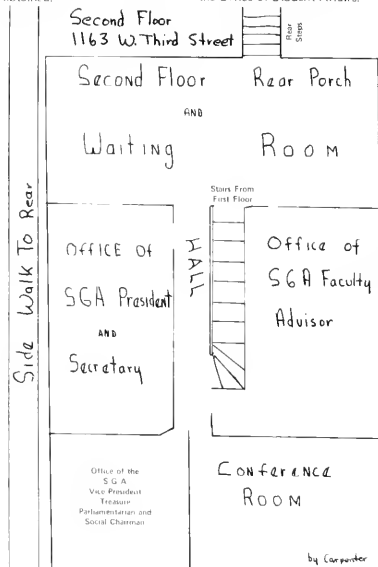 Second Floor
1163 W. Third Street
Rear
Steps
Second Floor Rear Porch
AND
Waiting Room
Stairs From
First Floor
Side Walk To Rear
HALL
OFFICE Of
SGA President
AND
Secretary
Office of
SGA Faculty
Advisor
Office of the
S G A
Vice President
Treasure
Parliamentarian and
Social Chairman
Conference
Room
by Carpenter